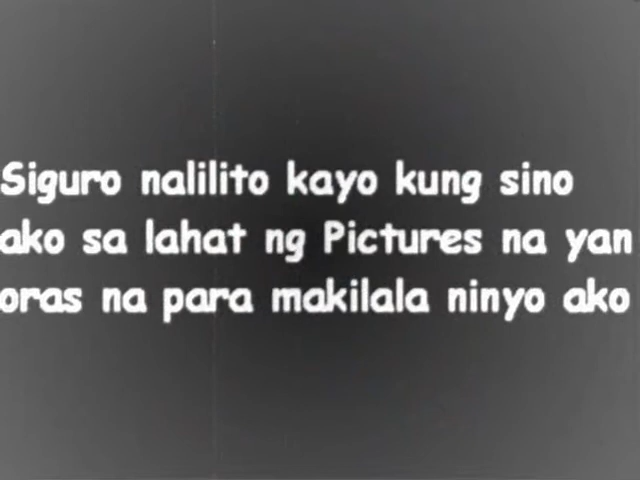 Siguro nalilito kayo kung sino
ako sa lahat ng Pictures na yan
oras na para makilala ninyo ako